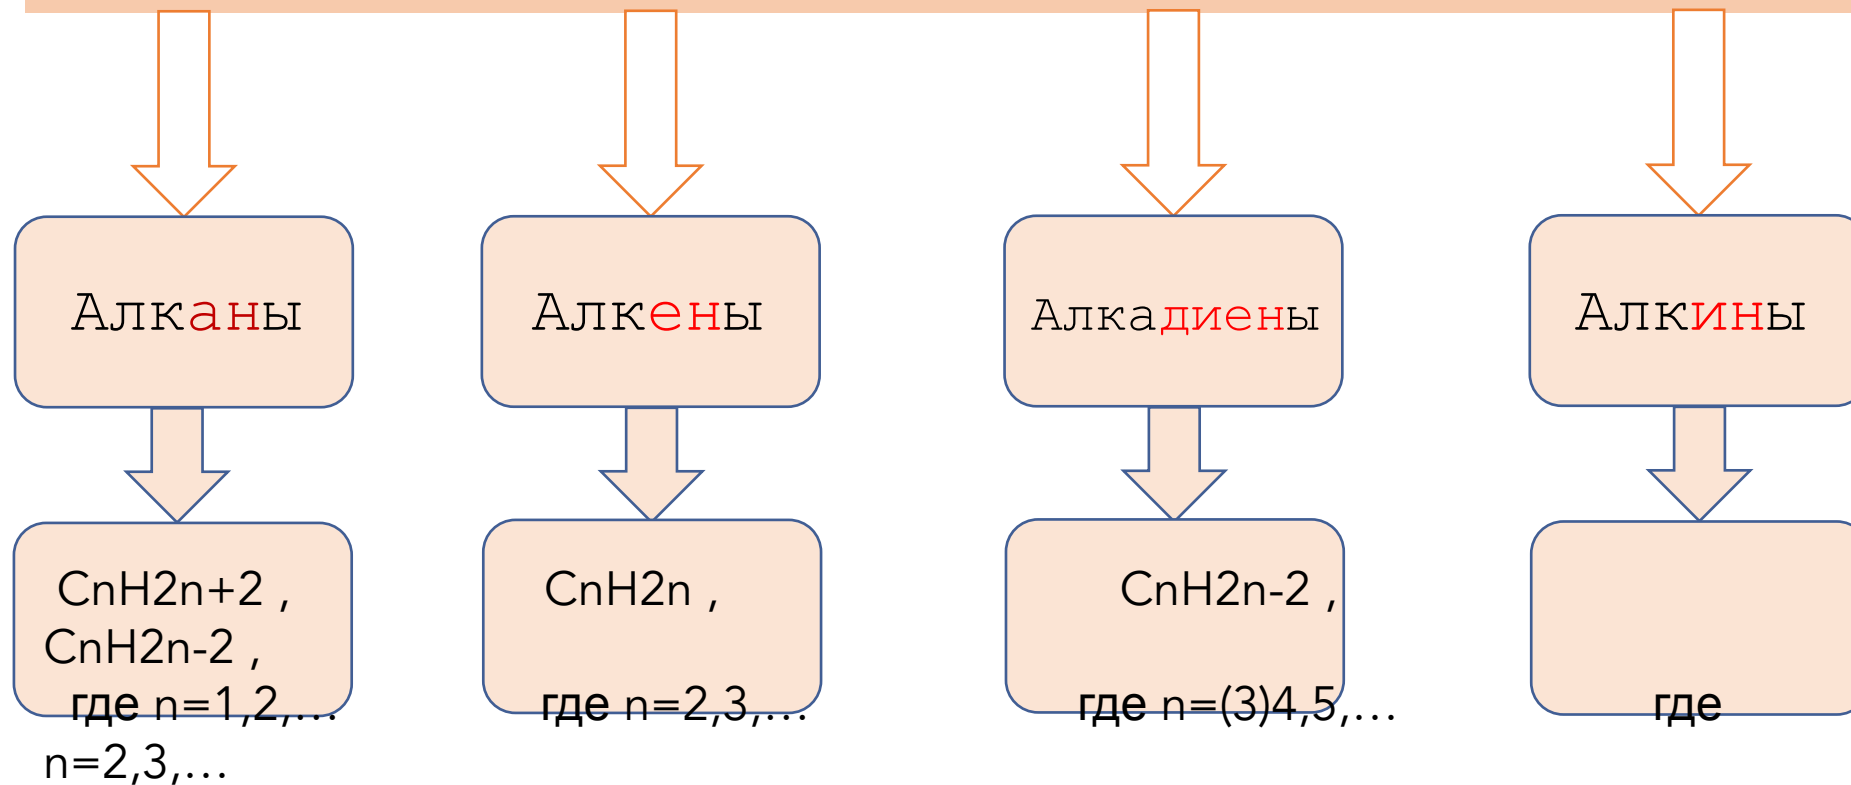 Алканы
Алкены
Алкадиены
Алкины
CnH2n+2 , CnH2n , CnH2n-2 ,
CnH2n-2 ,
где n=1,2,... где n=2,3,... где n=(3)4,5,... где
n=2,3,...